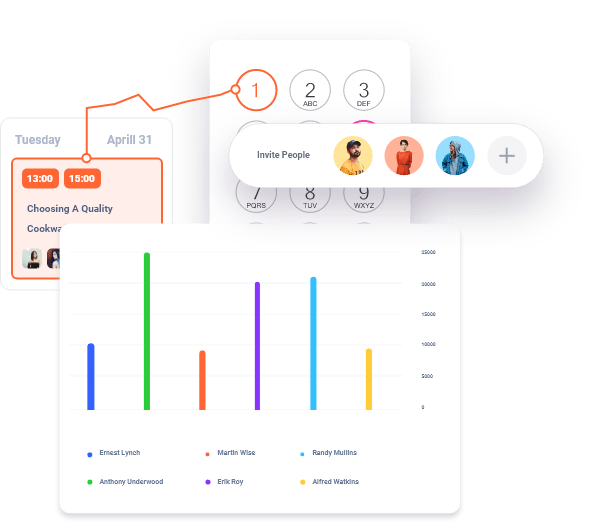 1
2
3
ABC
DEF
Tuesday
Aprill 31
Invite People
13:00
15:00
7
8
9
PQRS
TUV
WXYZ
Choosing A Quality
Cookwa
25000
20000
15000
10000
5000
0
Ernest Lynch
Martin Wise
Randy Mullins
Anthony Underwood
Erik Roy
Alfred Watkins